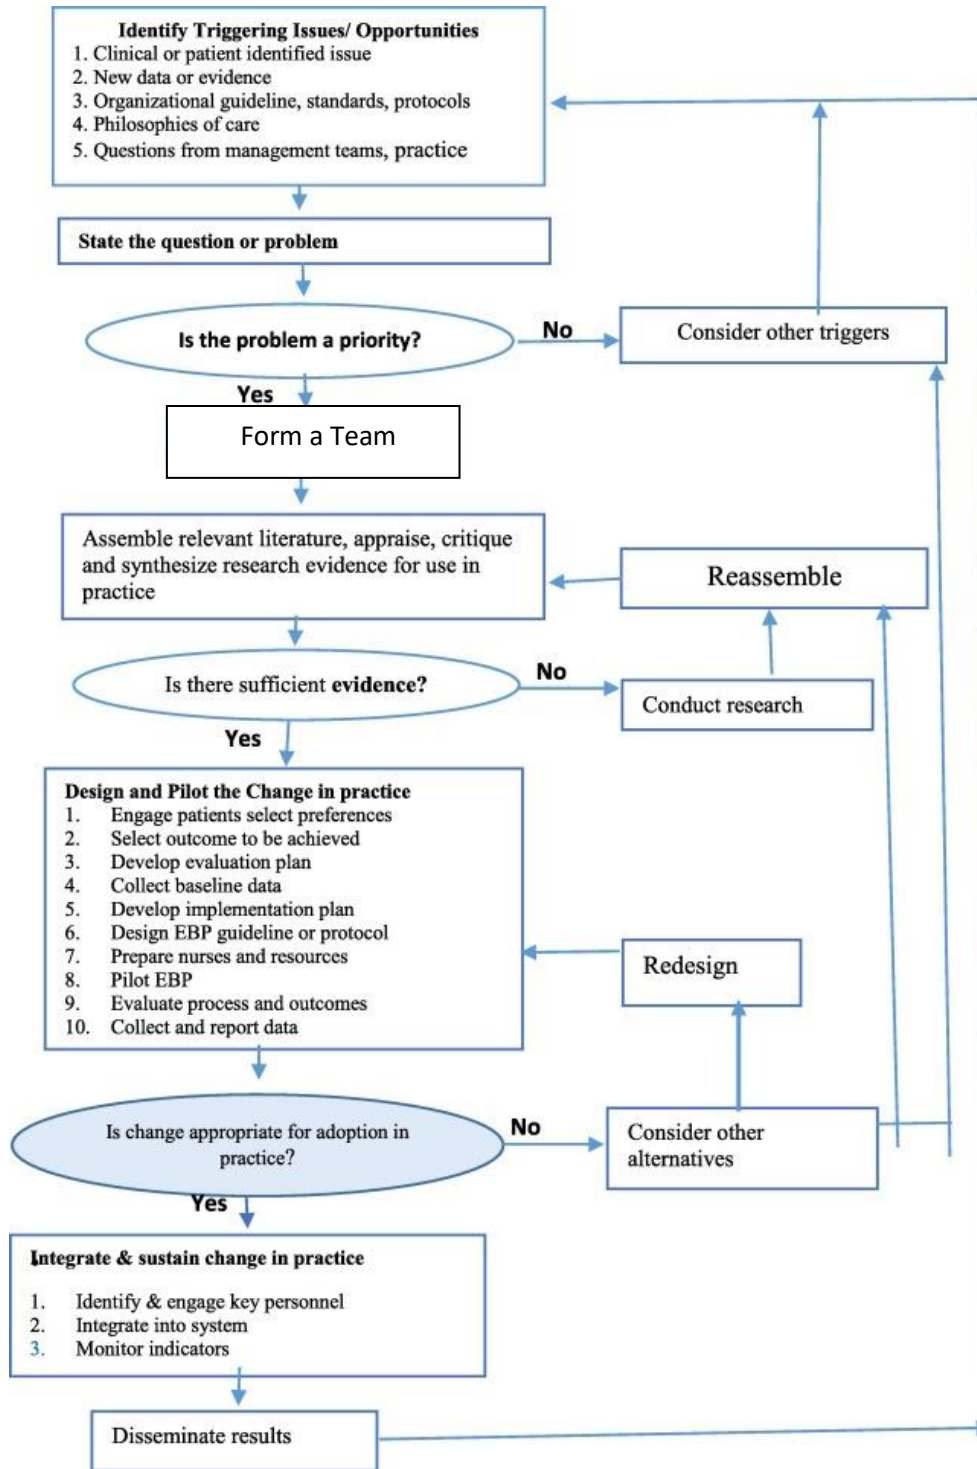 Identify Triggering Issues/ Opportunities
1. Clinical or patient identified issue
2. New data or evidence
3. Organizational guideline, standards, protocols
4. Philosophies of care
5. Questions from management teams, practice
State the question or problem
Is the problem a priority?
No
Consider other triggers
Yes
Form a Team
Assemble relevant literature, appraise, critique
and synthesize research evidence for use in
practice
Reassemble
Is there sufficient evidence?
No
Conduct research
Yes
Design and Pilot the Change in practice
1. Engage patients select preferences
2. Select outcome to be achieved
3. Develop evaluation plan
4. Collect baseline data
5. Develop implementation plan
6. Design EBP guideline or protocol
7. Prepare nurses and resources
8. Pilot EBP
9. Evaluate process and outcomes
10. Collect and report data
Redesign
Is change appropriate for adoption in
practice?
No
Consider other
alternatives
Yes
Integrate & sustain change in practice
1. Identify & engage key personnel
2. Integrate into system
3. Monitor indicators
Disseminate results